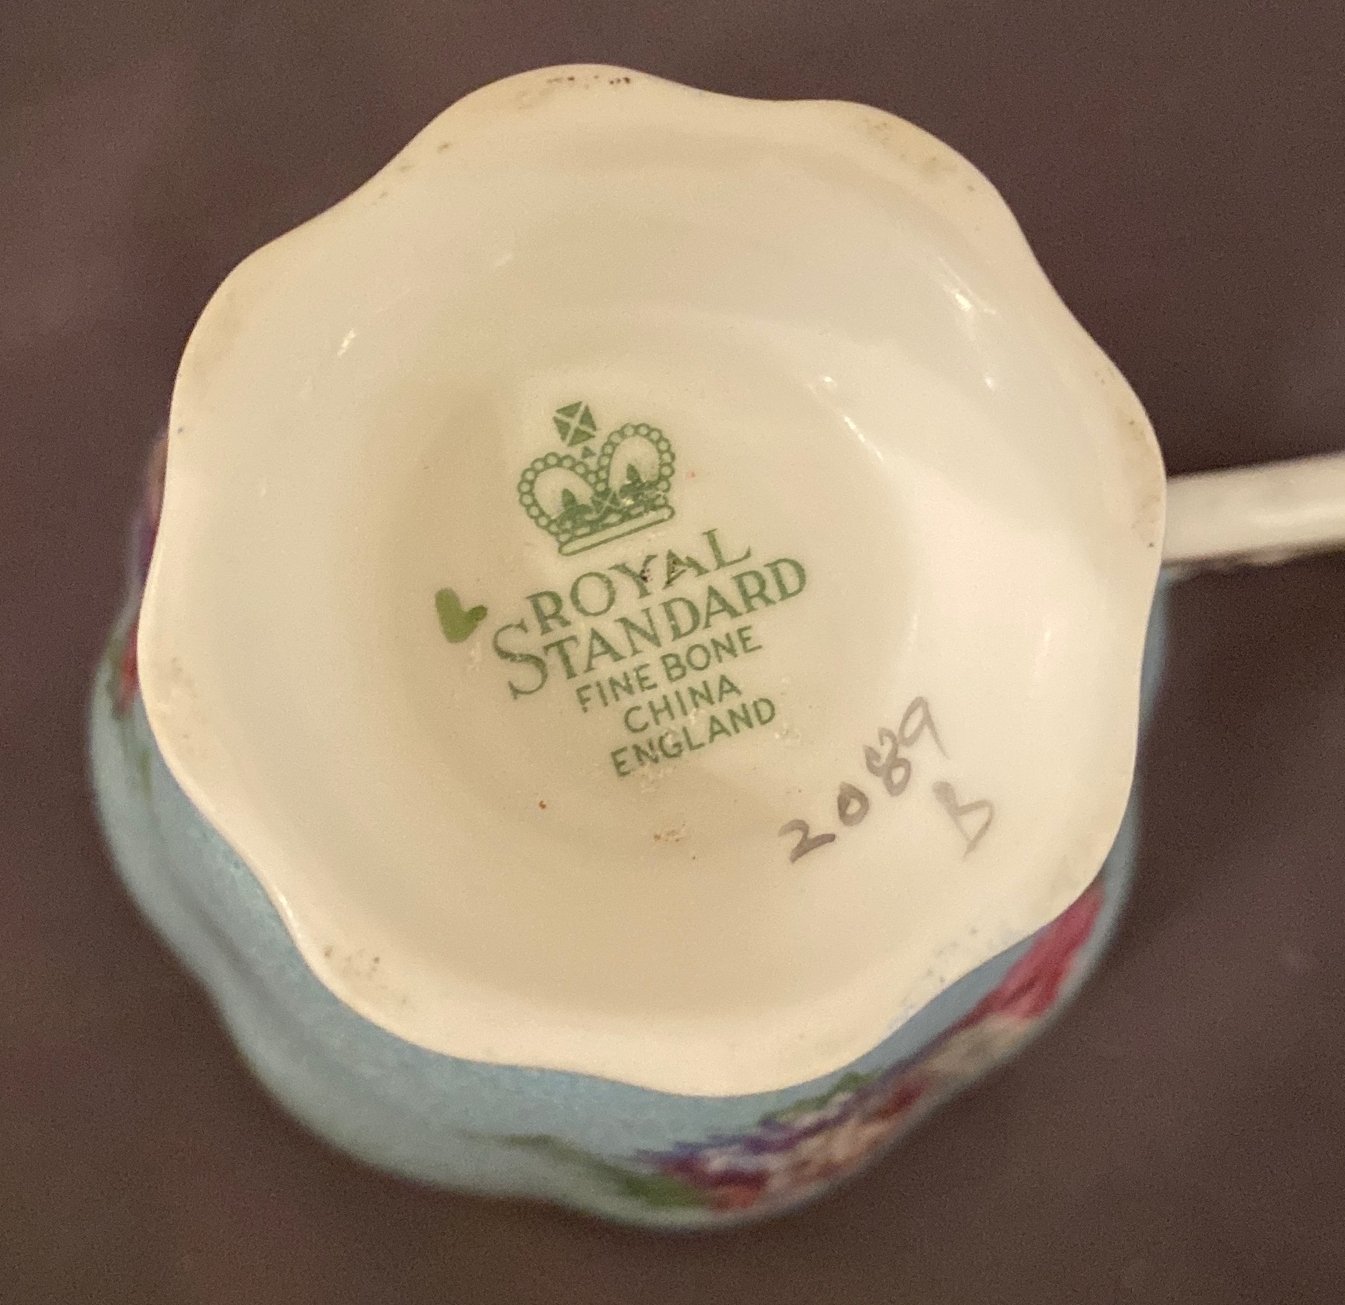 ROYAL
STANDARD
FINE BONE
CHINA
ENGLAND
2089
B